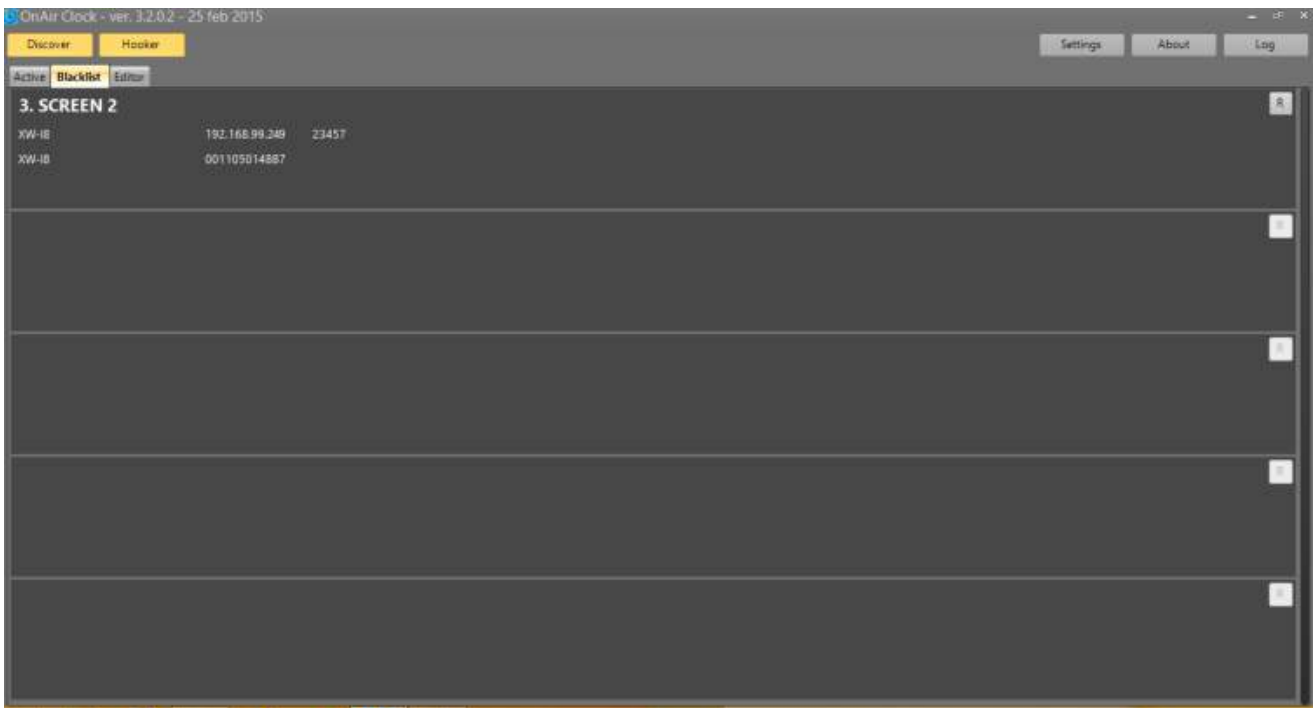 OnAir Clock - ver. 3.2.0.2 - 25 feb 2015
Discover Hooker Settings About Log
Active Blacklist Editor
3. SCREEN 2
R
XW-I8 192.168.99.249 23457
XW-I8 001105014887